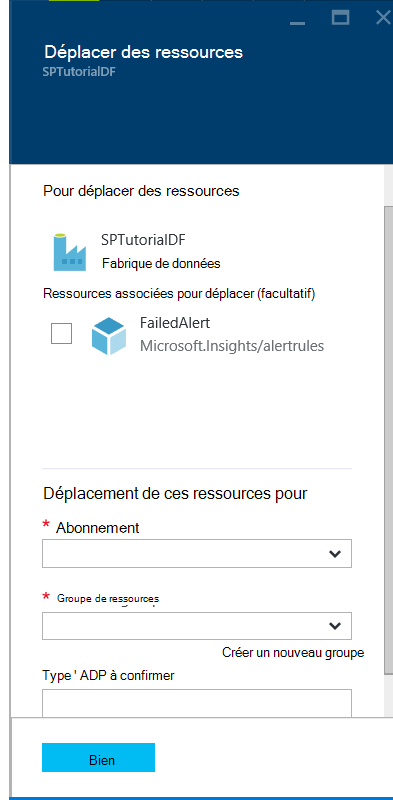 Déplacer des ressources
SPTutorialDF
Pour déplacer des ressources
SPTutorialDF
Fabrique de données
Ressources associées pour déplacer (facultatif)
FailedAlert
Microsoft.Insights/alertrules
Déplacement de ces ressources pour
* Abonnement
* Groupe de ressources
Créer un nouveau groupe
Type ' ADP à confirmer
Bien